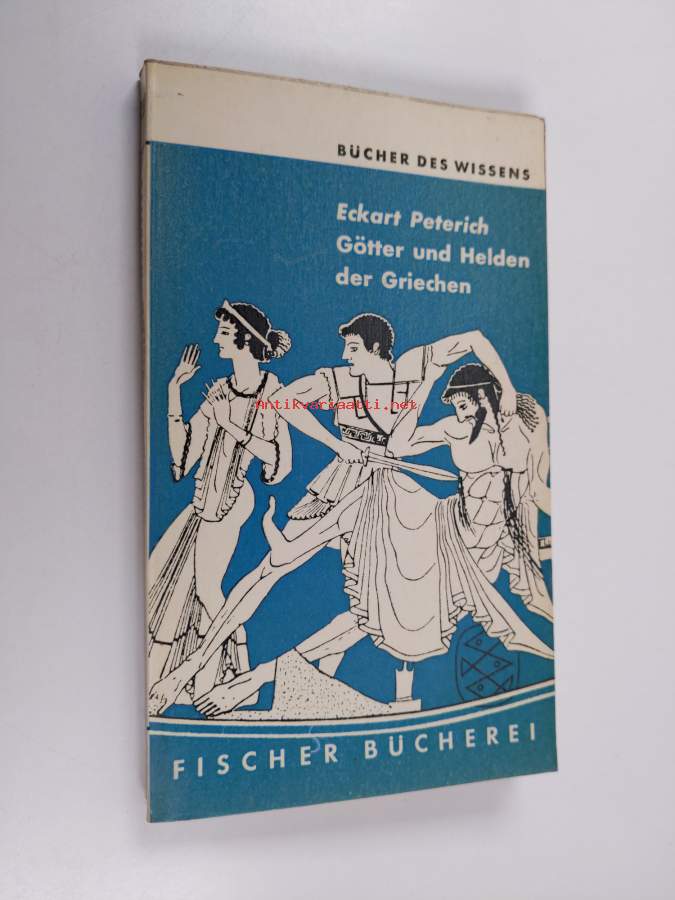 BÜCHER DES WISSENS
Eckart Peterich
Götter und Helden
der Griechen
Antikvariaatti.net
FISCHER BÜCHEREI